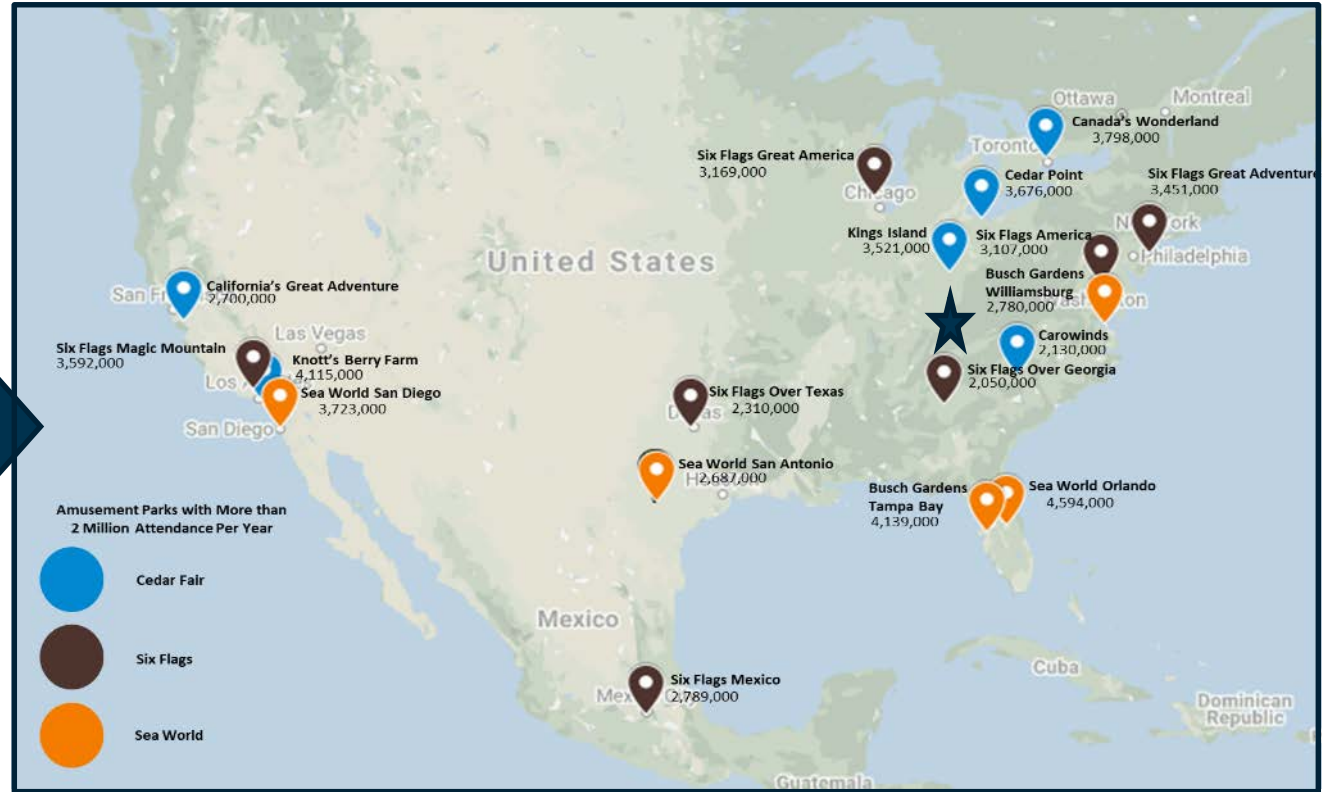 Ottawa
Montreal
Canada's Wonderland
3,798,000
Toronto
Six Flags Great America
3,169,000
Chicago
Cedar Point
3,676,000
Six Flags Great Adventure
3,451,000
Kings Island
3,521,000
Six Flags America
3,107,000
Philadelphia
United States
Busch Gardens
Williamsburg
2,780,000
California's Great Adventure
2,700,000
Las Vegas
Carowinds
2,130,000
Six Flags Magic Mountain
3,592,000
Knott's Berry Farm
4,115,000
Six Flags Over Georgia
2,050,000
Sea World San Diego
3,723,000
Six Flags Over Texas
2,310,000
San Diego
Sea World San Antonio
2,687,000
Busch Gardens
Tampa Bay
4,139,000
Sea World Orlando
4,594,000
Amusement Parks with More than
2 Million Attendance Per Year
Cedar Fair
Six Flags
Sea World
Mexico
Six Flags Mexico
2,789,000
Cuba
Dominican
Republic
Guatemala